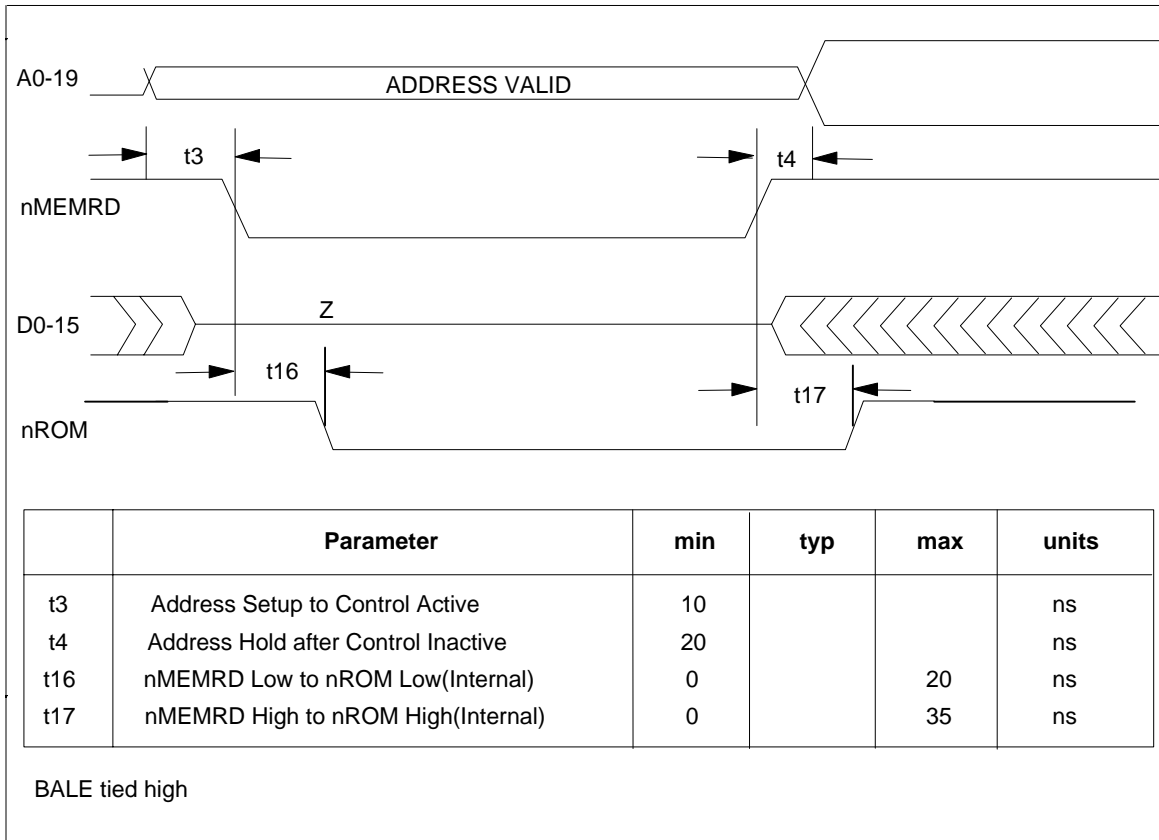 A0-19
ADDRESS VALID
t3
t4
nMEMRD
Z
D0-15
t16
t17
nROM
Parameter min typ max units
t3 Address Setup to Control Active 10 ns
t4 Address Hold after Control Inactive 20 ns
t16 nMEMRD Low to nROM Low(Internal) 0 20 ns
t17 nMEMRD High to nROM High(Internal) 0 35 ns
BALE tied high